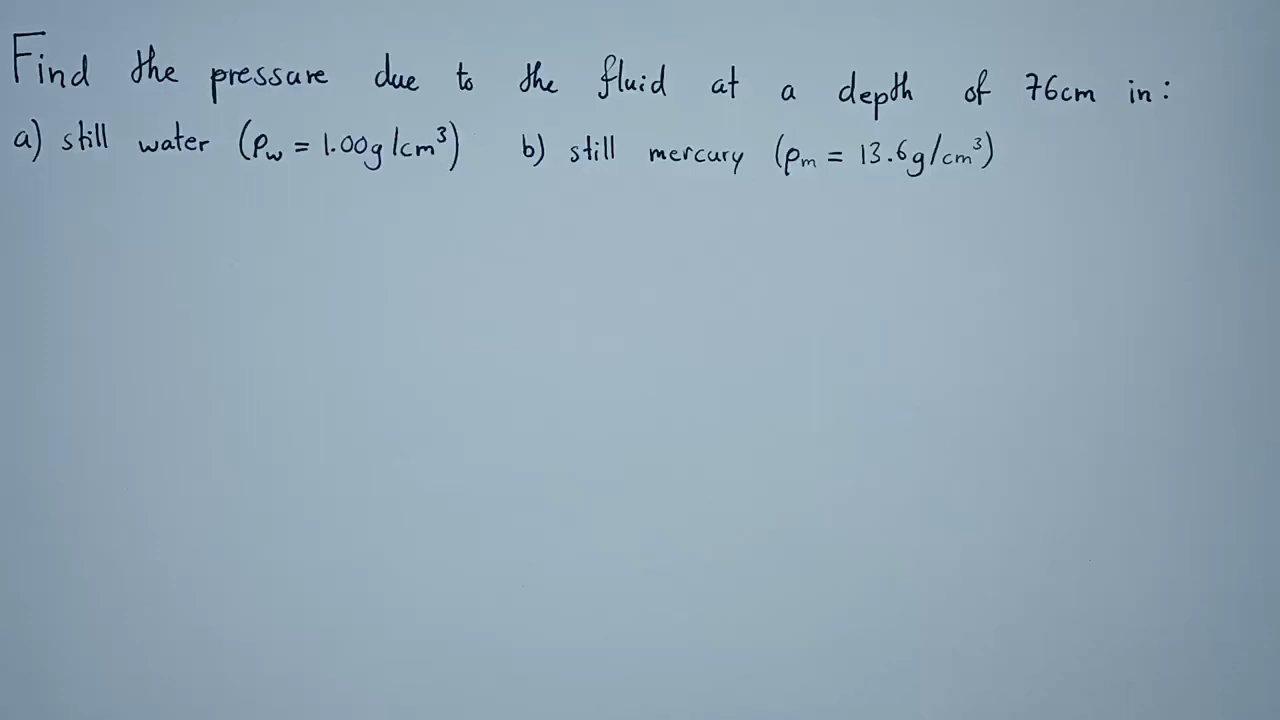 Find the pressure due to the fluid at a depth of 76cm in:
a) still water (ρw = 1.00g/cm³) b) still mercury (ρm = 13.6g/cm³)